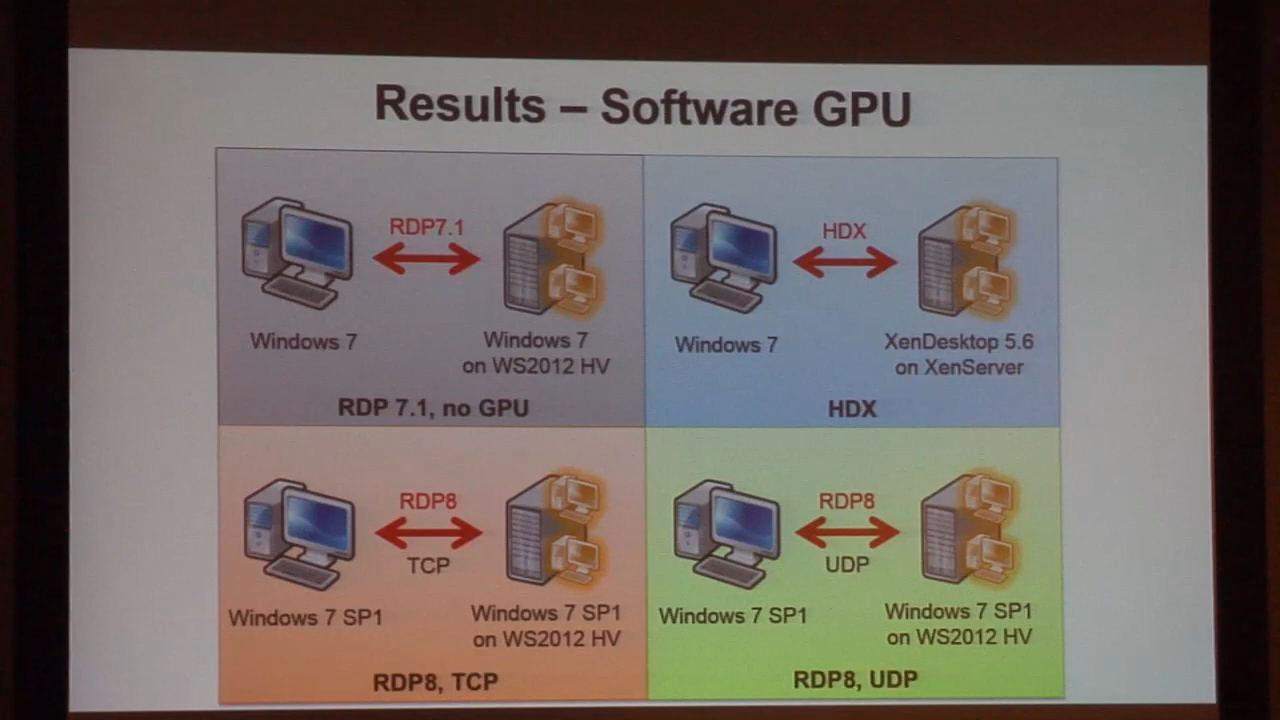 Results – Software GPU
RDP7.1
Windows 7
Windows 7
on WS2012 HV
RDP 7.1, no GPU
HDX
Windows 7
XenDesktop 5.6
on XenServer
HDX
RDP8
TCP
Windows 7 SP1
Windows 7 SP1
on WS2012 HV
RDP8, TCP
RDP8
UDP
Windows 7 SP1
Windows 7 SP1
on WS2012 HV
RDP8, UDP